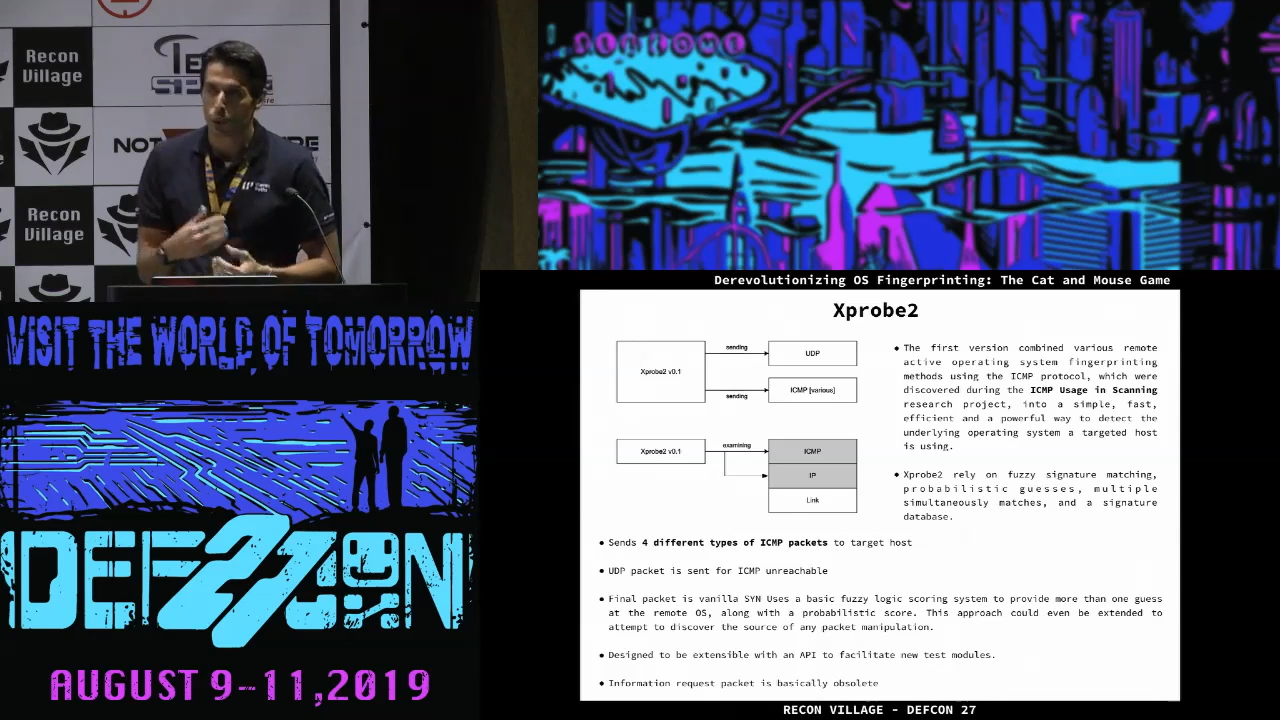 Recon
Village
NOT
RE
Recon
Village
WELCOME
VISIT THE WORLD OF TOMORROW
DEF CON
AUGUST 9-11,2019
Derevolutionizing OS Fingerprinting: The Cat and Mouse Game
Xprobe2
Xprobe2 v0.1
sending
UDP
sending
ICMP [various]
Xprobe2 v0.1
examining
ICMP
IP
Link
• The first version combined various remote
active operating system fingerprinting
methods using the ICMP protocol, which were
discovered during the ICMP Usage in Scanning
research project, into a simple, fast,
efficient and a powerful way to detect the
underlying operating system a targeted host
is using.
• Xprobe2 rely on fuzzy signature matching,
probabilistic guesses, multiple
simultaneously matches, and a signature
database.
• Sends 4 different types of ICMP packets to target host
• UDP packet is sent for ICMP unreachable
• Final packet is vanilla SYN Uses a basic fuzzy logic scoring system to provide more than one guess
at the remote OS, along with a probabilistic score. This approach could even be extended to
attempt to discover the source of any packet manipulation.
• Designed to be extensible with an API to facilitate new test modules.
• Information request packet is basically obsolete
RECON VILLAGE - DEFCON 27